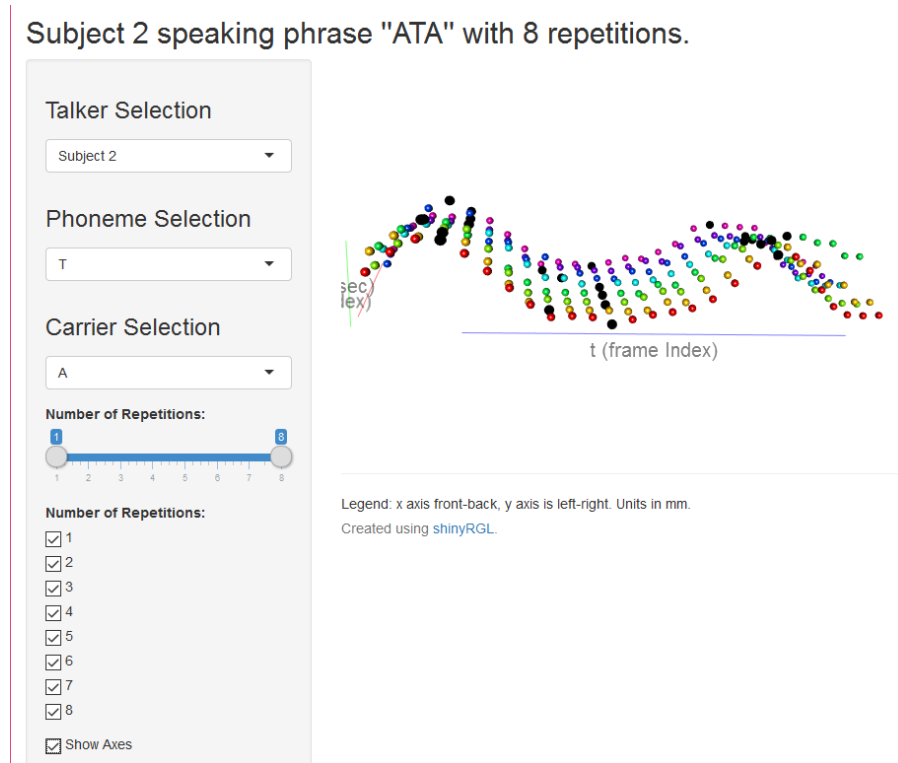 Subject 2 speaking phrase "ATA" with 8 repetitions.
Talker Selection
Subject 2
Phoneme Selection
T
Carrier Selection
A
Number of Repetitions:
1 8
1 2 3 4 5 6 7 8
Number of Repetitions:
1
2
3
4
5
6
7
8
Show Axes
sec)
dex)
t (frame Index)
Legend: x axis front-back, y axis is left-right. Units in mm.
Created using shinyRGL.